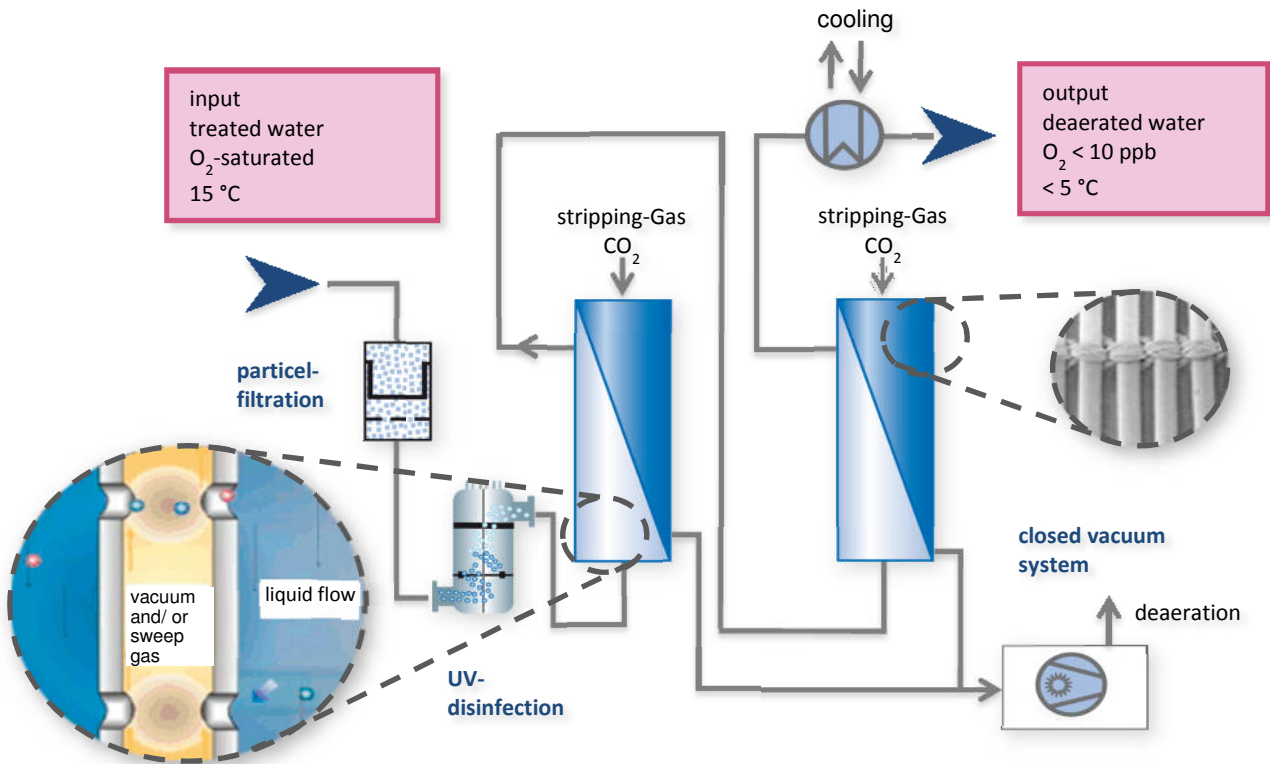 cooling
input
treated water
O₂-saturated
15 °C
output
deaerated water
O₂ < 10 ppb
< 5 °C
stripping-Gas
CO₂
stripping-Gas
CO₂
particel-
filtration
vacuum
and/ or
sweep
gas
liquid flow
UV-
disinfection
closed vacuum
system
deaeration